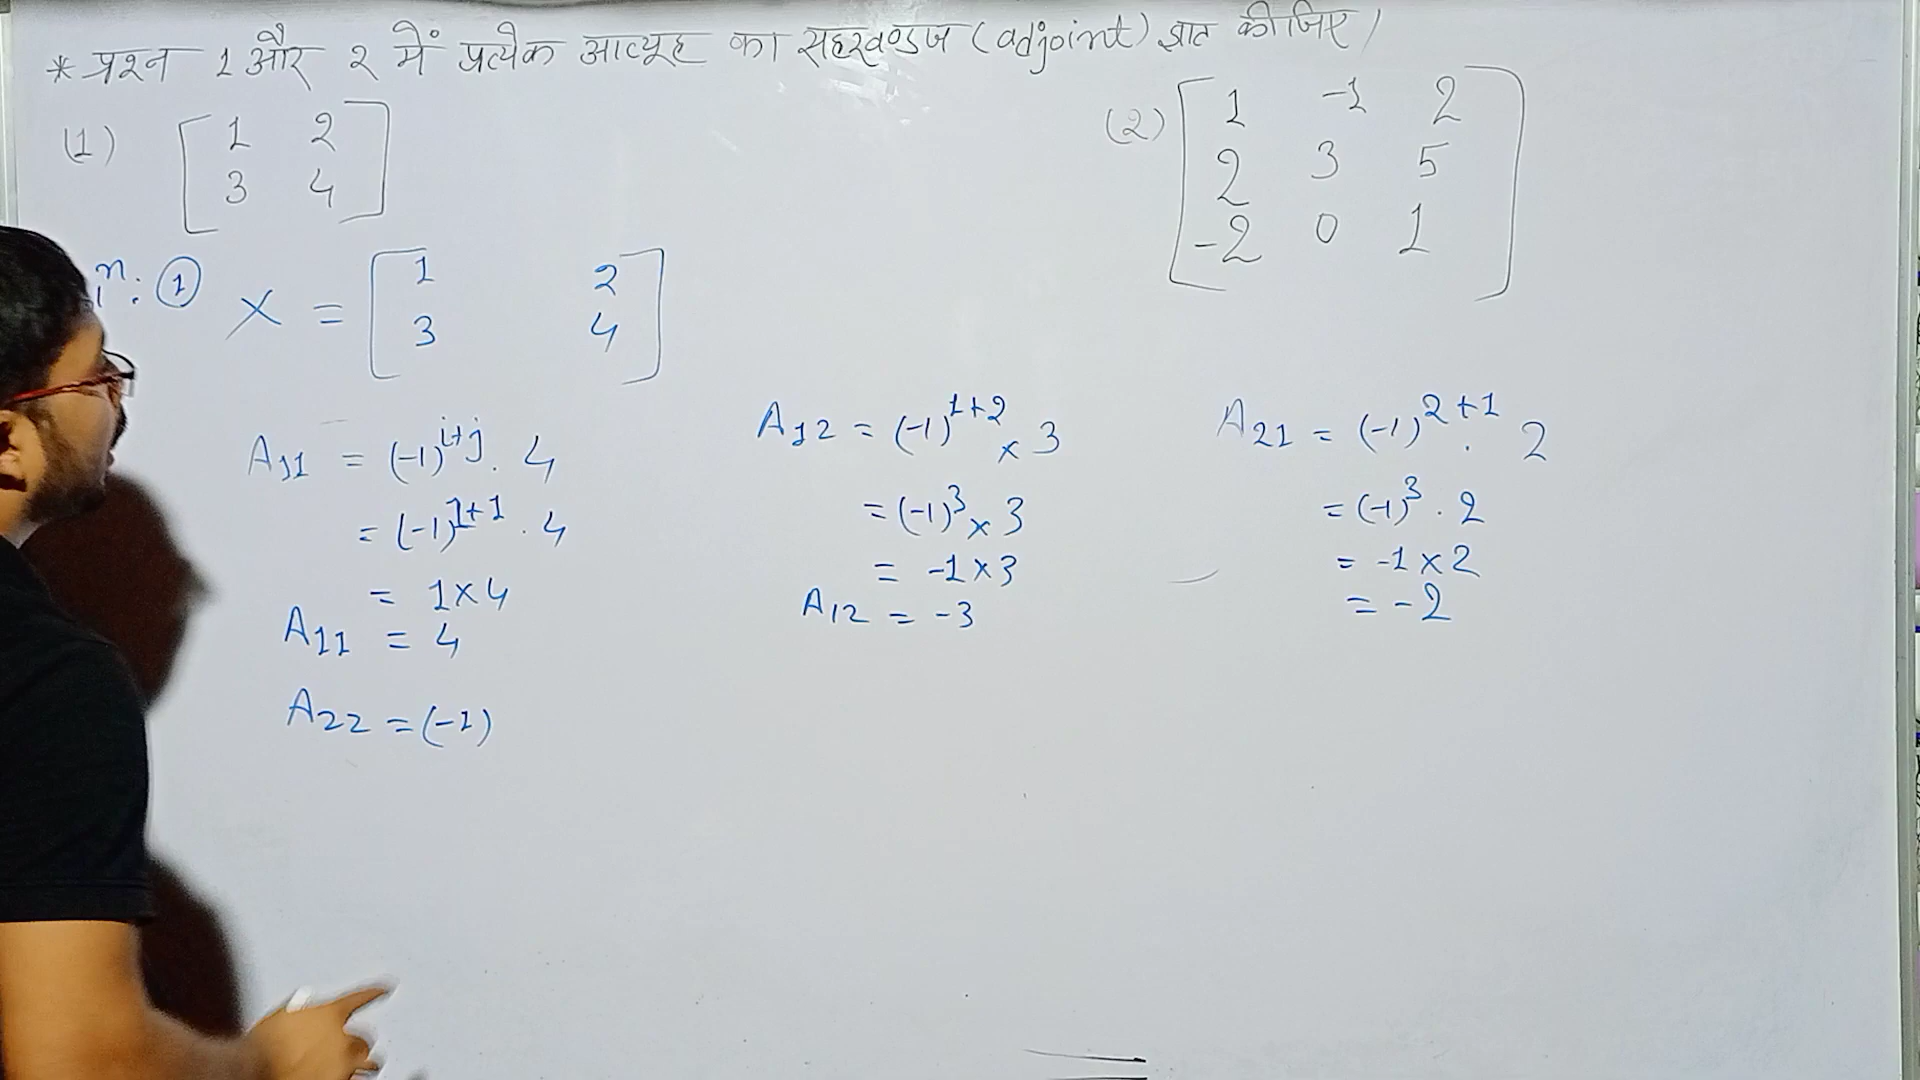 * प्रश्न 1 और 2 में प्रत्येक आव्यूह का सहखण्डज (adjoint) ज्ञात कीजिए।
(1) [1 2
3 4]
(2) [1 -1 2
2 3 5
-2 0 1]
n: ① X = [1 2
3 4]
A11 = (-1)^i+j . 4
= (-1)^1+1 . 4
= 1×4
A11 = 4
A22 = (-1)
A12 = (-1)^1+2 × 3
= (-1)^3 × 3
= -1×3
A12 = -3
A21 = (-1)^2+1 . 2
= (-1)^3 . 2
= -1×2
= -2